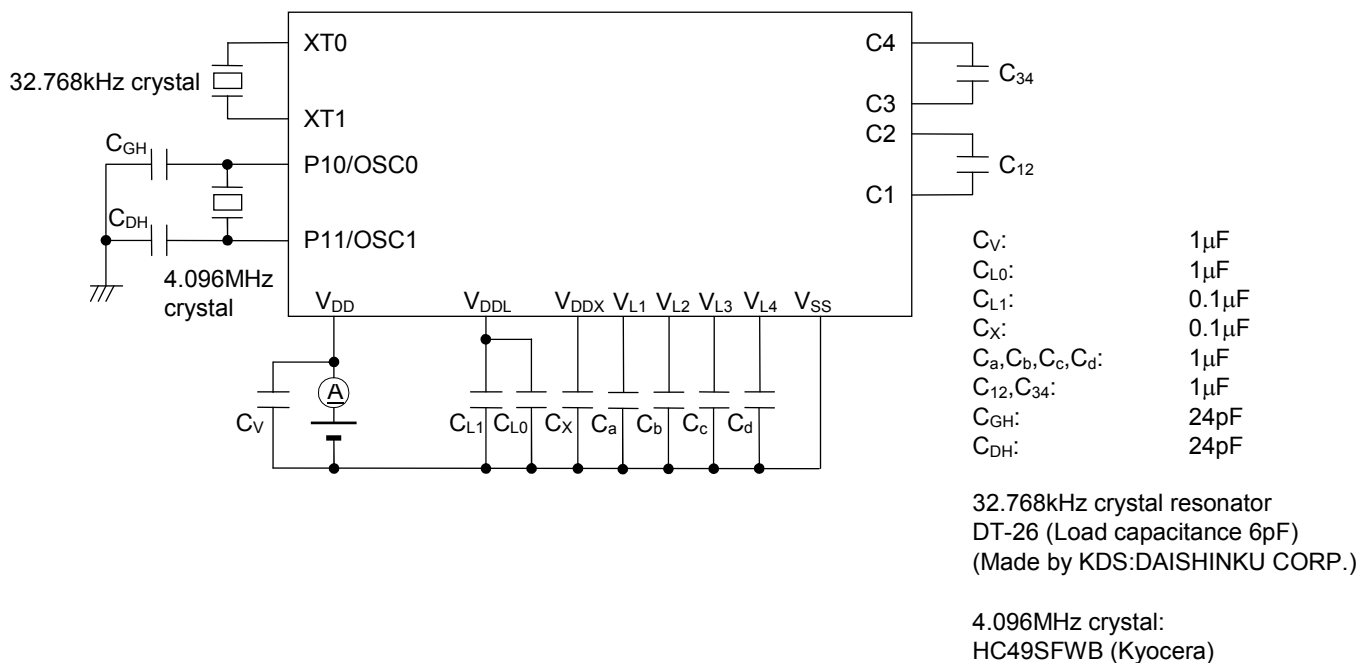 XT0
C4
C34
32.768kHz crystal
C3
XT1
C2
CGH
P10/OSC0
C12
C1
CDH
P11/OSC1
4.096MHz
crystal
VDD VDDL VDDX VL1 VL2 VL3 VL4 VSS
A
CV CL1 CL0 CX Ca Cb Cc Cd
CV: 1μF
CL0: 1μF
CL1: 0.1μF
CX: 0.1μF
Ca,Cb,Cc,Cd: 1μF
C12,C34: 1μF
CGH: 24pF
CDH: 24pF
32.768kHz crystal resonator
DT-26 (Load capacitance 6pF)
(Made by KDS:DAISHINKU CORP.)
4.096MHz crystal:
HC49SFWB (Kyocera)